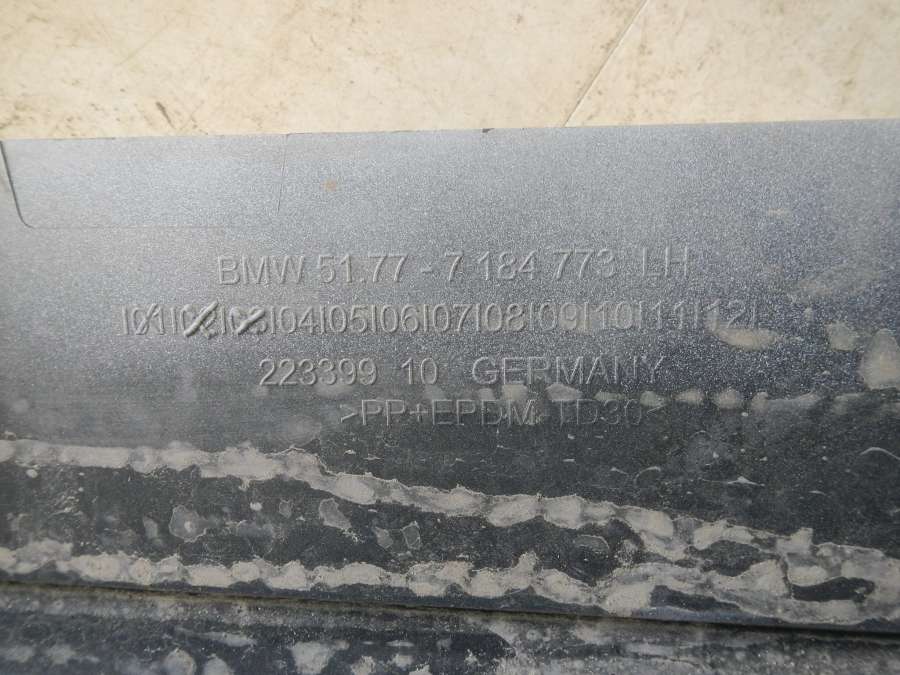 BMW 51.77 - 7 184 773 LH
|01|02|03|04|05|06|07|08|09|10|11|12|
223399 10 GERMANY
>PP+EPDM TD30<